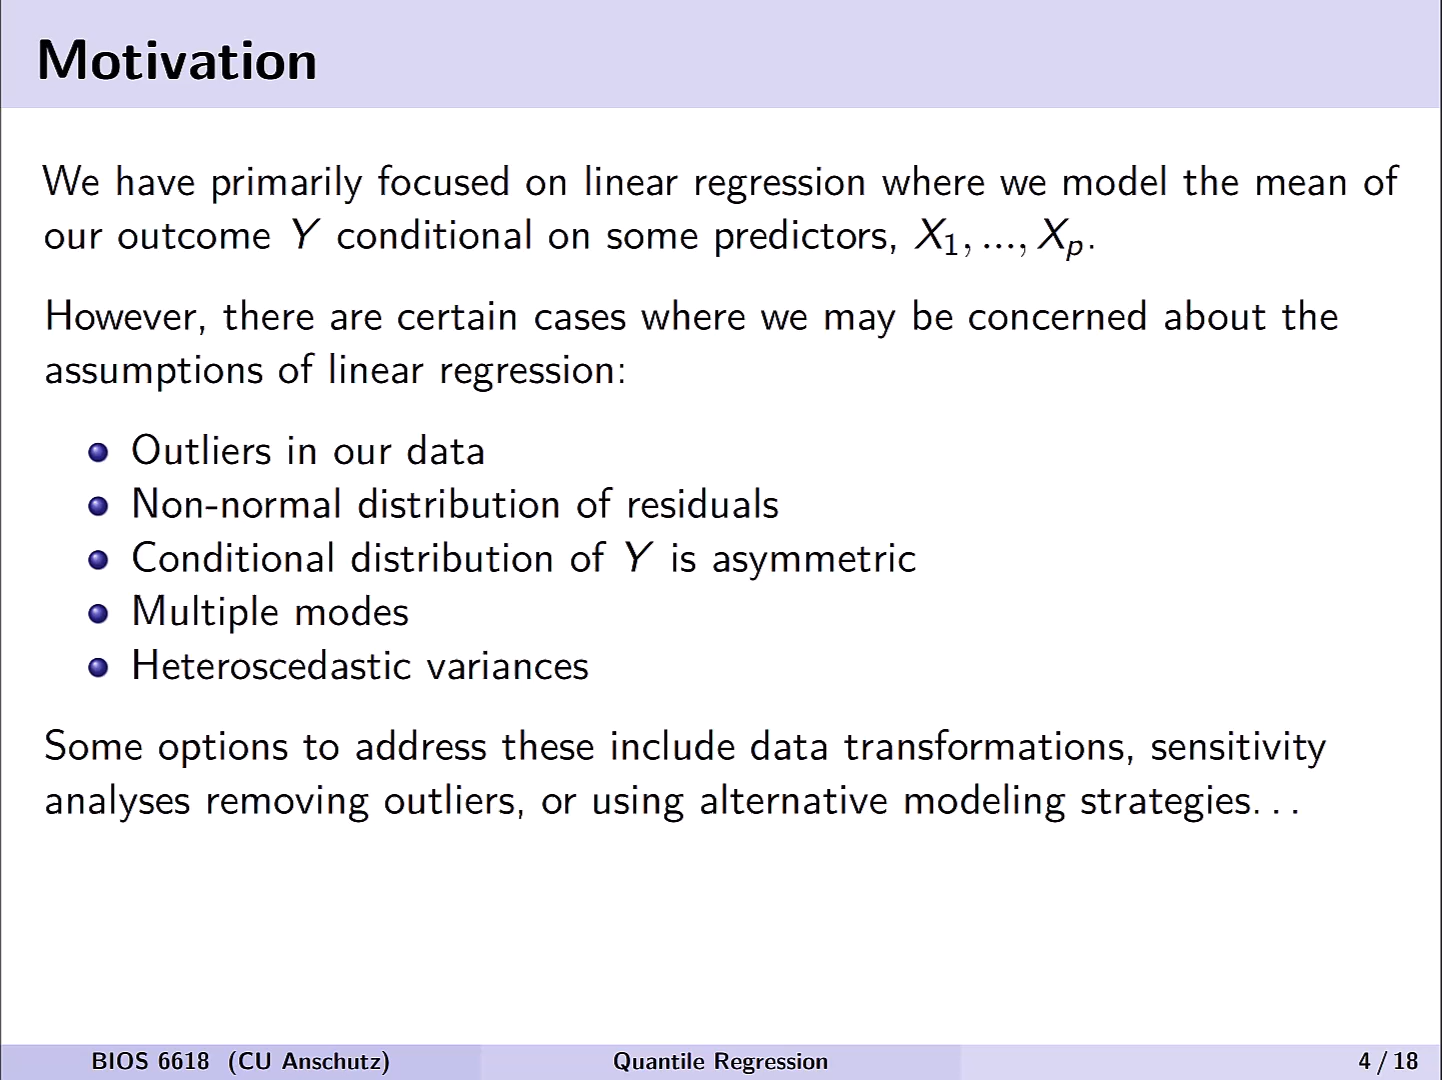 Motivation
We have primarily focused on linear regression where we model the mean of
our outcome Y conditional on some predictors, X₁, ..., Xₚ.
However, there are certain cases where we may be concerned about the
assumptions of linear regression:
Outliers in our data
Non-normal distribution of residuals
Conditional distribution of Y is asymmetric
Multiple modes
Heteroscedastic variances
Some options to address these include data transformations, sensitivity
analyses removing outliers, or using alternative modeling strategies. . .
BIOS 6618 (CU Anschutz) Quantile Regression 4 / 18